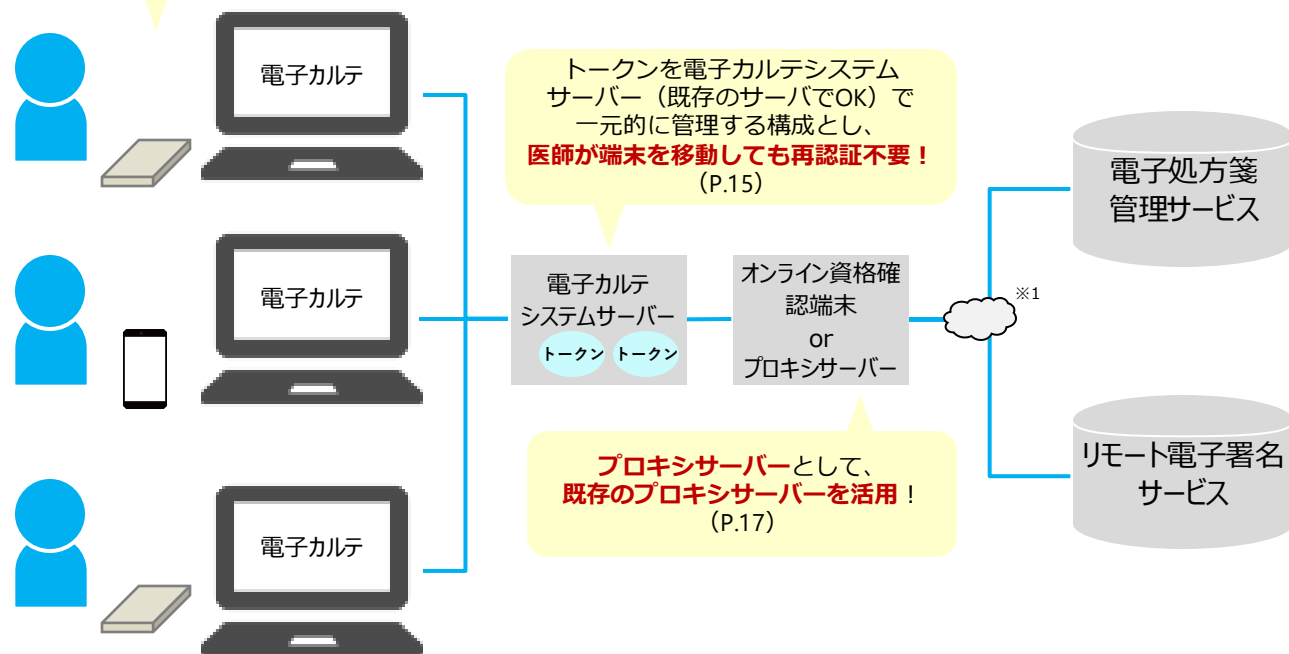 電子カルテ
トークンを電子カルテシステム
サーバー（既存のサーバでOK）で
一元的に管理する構成とし、
医師が端末を移動しても再認証不要！
（P.15）
電子処方箋
管理サービス
電子カルテ
電子カルテ
システムサーバー
トークン
トークン
オンライン資格確
認端末
or
プロキシサーバー
※1
プロキシサーバーとして、
既存のプロキシサーバーを活用！
（P.17）
リモート電子署名
サービス
電子カルテ